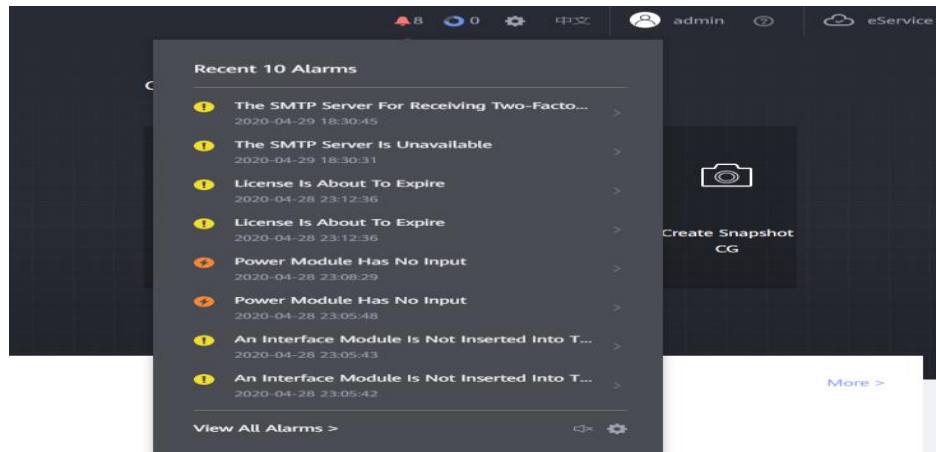 8 0 中文 admin eService
Recent 10 Alarms
C
The SMTP Server For Receiving Two-Facto...
2020-04-29 18:30:45
The SMTP Server Is Unavailable
2020-04-29 18:30:31
License Is About To Expire
2020-04-28 23:12:36
License Is About To Expire
2020-04-28 23:12:36
Power Module Has No Input
2020-04-28 23:08:29
Power Module Has No Input
2020-04-28 23:05:48
An Interface Module Is Not Inserted Into T...
2020-04-28 23:05:43
An Interface Module Is Not Inserted Into T...
2020-04-28 23:05:42
View All Alarms >
Create Snapshot
CG
More >